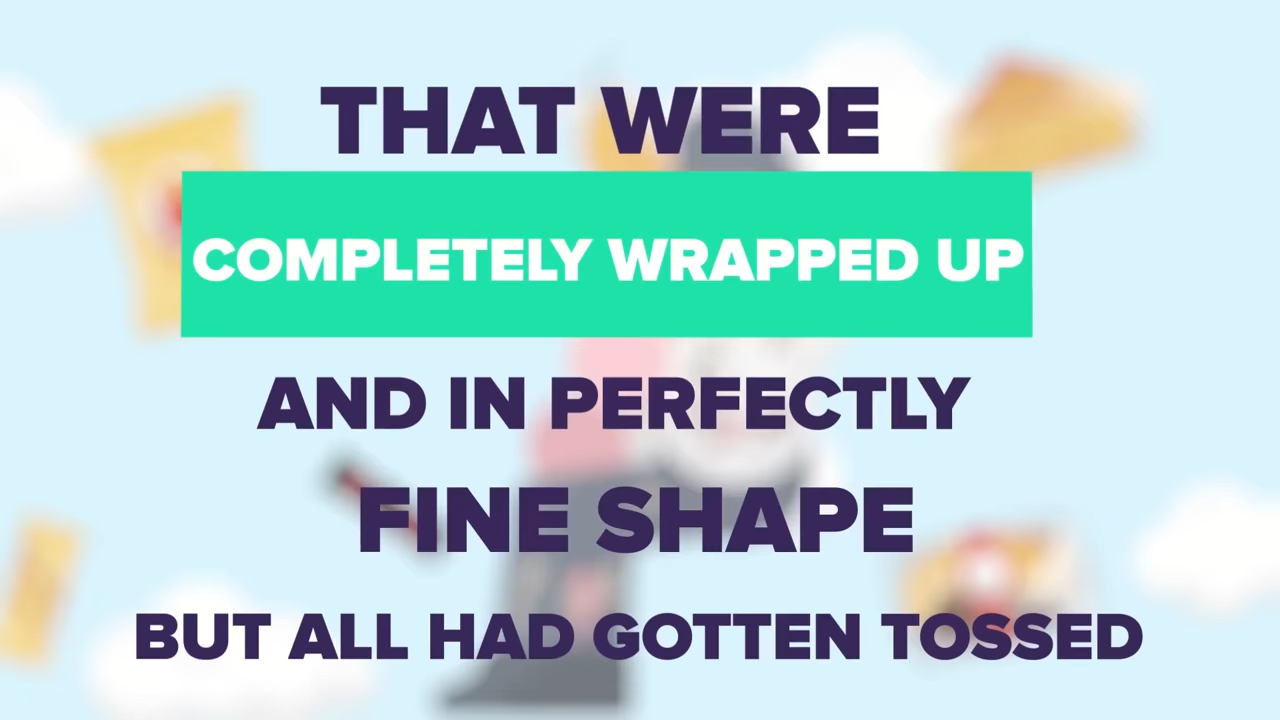 THAT WERE
COMPLETELY WRAPPED UP
AND IN PERFECTLY
FINE SHAPE
BUT ALL HAD GOTTEN TOSSED